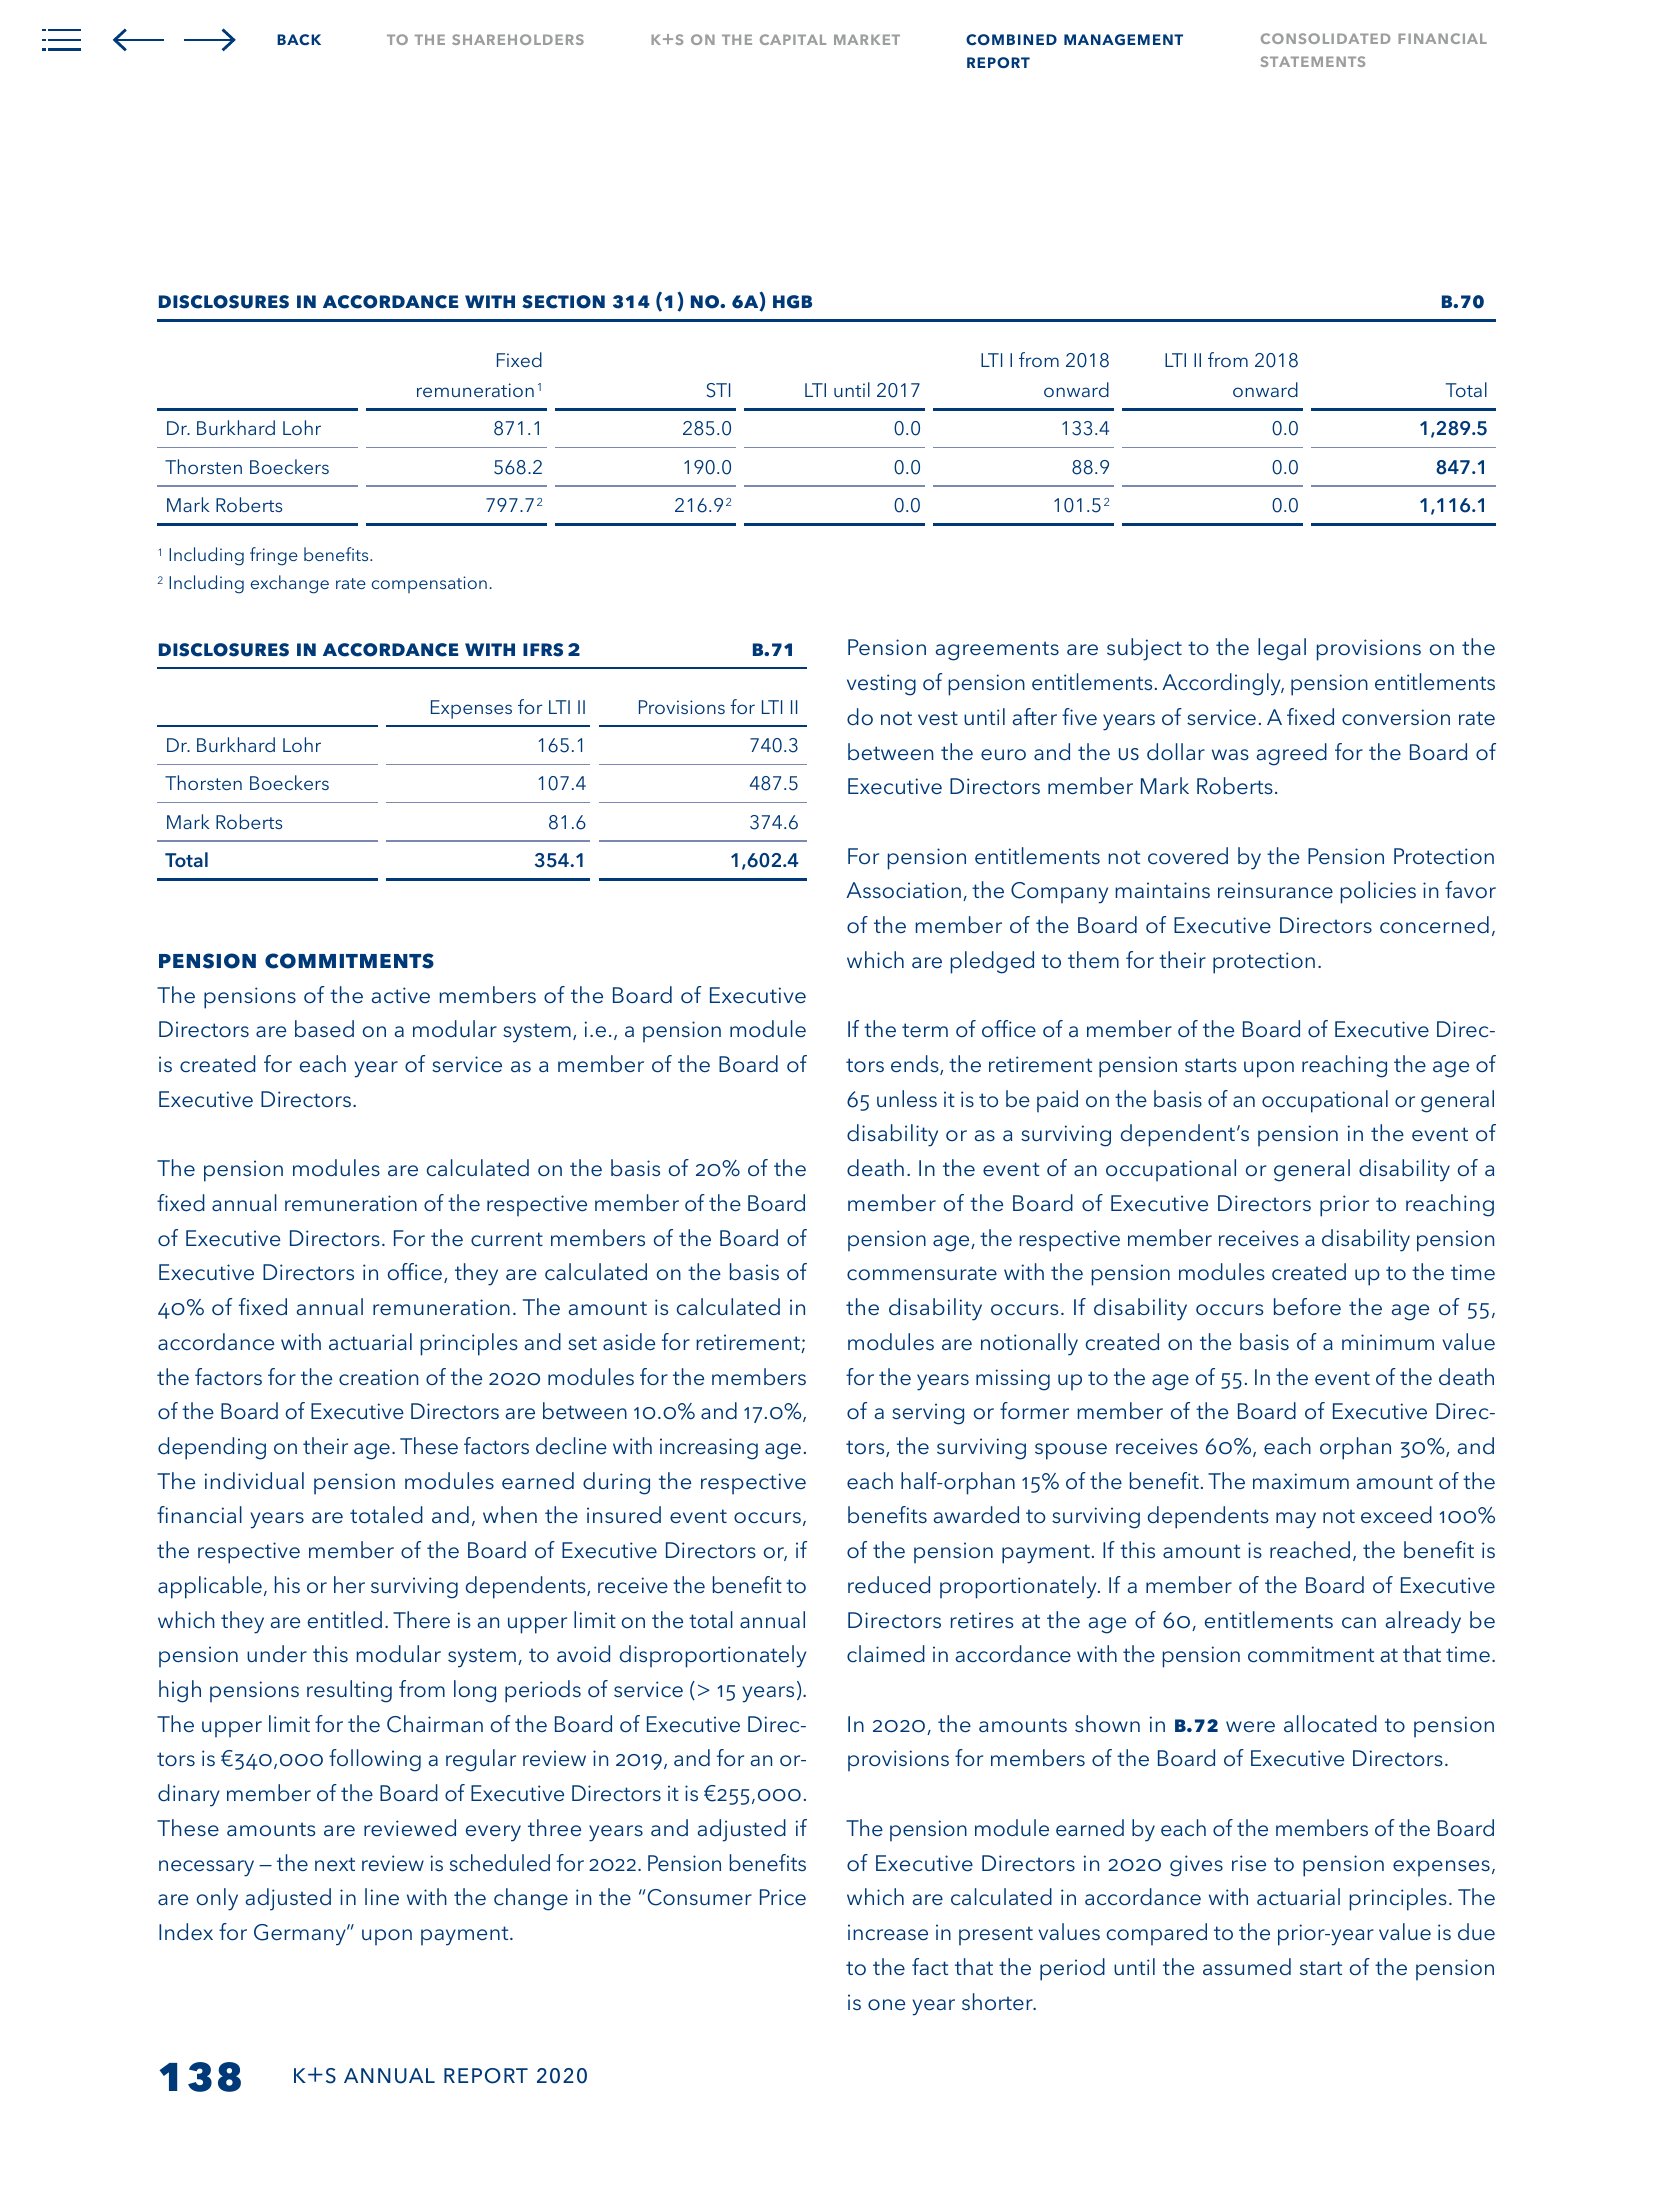 BACK
TO THE SHAREHOLDERS
K+S ON THE CAPITAL MARKET
COMBINED MANAGEMENT
REPORT
CONSOLIDATED FINANCIAL
STATEMENTS
DISCLOSURES IN ACCORDANCE WITH SECTION 314 (1) NO. 6A) HGB B.70
Fixed LTI I from 2018 LTI II from 2018
remuneration¹ STI LTI until 2017 onward onward Total
Dr. Burkhard Lohr 871.1 285.0 0.0 133.4 0.0 1,289.5
Thorsten Boeckers 568.2 190.0 0.0 88.9 0.0 847.1
Mark Roberts 797.7² 216.9² 0.0 101.5² 0.0 1,116.1
¹ Including fringe benefits.
² Including exchange rate compensation.
DISCLOSURES IN ACCORDANCE WITH IFRS 2 B.71
Expenses for LTI II Provisions for LTI II
Dr. Burkhard Lohr 165.1 740.3
Thorsten Boeckers 107.4 487.5
Mark Roberts 81.6 374.6
Total 354.1 1,602.4
PENSION COMMITMENTS
The pensions of the active members of the Board of Executive
Directors are based on a modular system, i.e., a pension module
is created for each year of service as a member of the Board of
Executive Directors.
The pension modules are calculated on the basis of 20% of the
fixed annual remuneration of the respective member of the Board
of Executive Directors. For the current members of the Board of
Executive Directors in office, they are calculated on the basis of
40% of fixed annual remuneration. The amount is calculated in
accordance with actuarial principles and set aside for retirement;
the factors for the creation of the 2020 modules for the members
of the Board of Executive Directors are between 10.0% and 17.0%,
depending on their age. These factors decline with increasing age.
The individual pension modules earned during the respective
financial years are totaled and, when the insured event occurs,
the respective member of the Board of Executive Directors or, if
applicable, his or her surviving dependents, receive the benefit to
which they are entitled. There is an upper limit on the total annual
pension under this modular system, to avoid disproportionately
high pensions resulting from long periods of service (> 15 years).
The upper limit for the Chairman of the Board of Executive Direc-
tors is €340,000 following a regular review in 2019, and for an or-
dinary member of the Board of Executive Directors it is €255,000.
These amounts are reviewed every three years and adjusted if
necessary – the next review is scheduled for 2022. Pension benefits
are only adjusted in line with the change in the “Consumer Price
Index for Germany” upon payment.
Pension agreements are subject to the legal provisions on the
vesting of pension entitlements. Accordingly, pension entitlements
do not vest until after five years of service. A fixed conversion rate
between the euro and the US dollar was agreed for the Board of
Executive Directors member Mark Roberts.
For pension entitlements not covered by the Pension Protection
Association, the Company maintains reinsurance policies in favor
of the member of the Board of Executive Directors concerned,
which are pledged to them for their protection.
If the term of office of a member of the Board of Executive Direc-
tors ends, the retirement pension starts upon reaching the age of
65 unless it is to be paid on the basis of an occupational or general
disability or as a surviving dependent’s pension in the event of
death. In the event of an occupational or general disability of a
member of the Board of Executive Directors prior to reaching
pension age, the respective member receives a disability pension
commensurate with the pension modules created up to the time
the disability occurs. If disability occurs before the age of 55,
modules are notionally created on the basis of a minimum value
for the years missing up to the age of 55. In the event of the death
of a serving or former member of the Board of Executive Direc-
tors, the surviving spouse receives 60%, each orphan 30%, and
each half-orphan 15% of the benefit. The maximum amount of the
benefits awarded to surviving dependents may not exceed 100%
of the pension payment. If this amount is reached, the benefit is
reduced proportionately. If a member of the Board of Executive
Directors retires at the age of 60, entitlements can already be
claimed in accordance with the pension commitment at that time.
In 2020, the amounts shown in B.72 were allocated to pension
provisions for members of the Board of Executive Directors.
The pension module earned by each of the members of the Board
of Executive Directors in 2020 gives rise to pension expenses,
which are calculated in accordance with actuarial principles. The
increase in present values compared to the prior-year value is due
to the fact that the period until the assumed start of the pension
is one year shorter.
138 K+S ANNUAL REPORT 2020